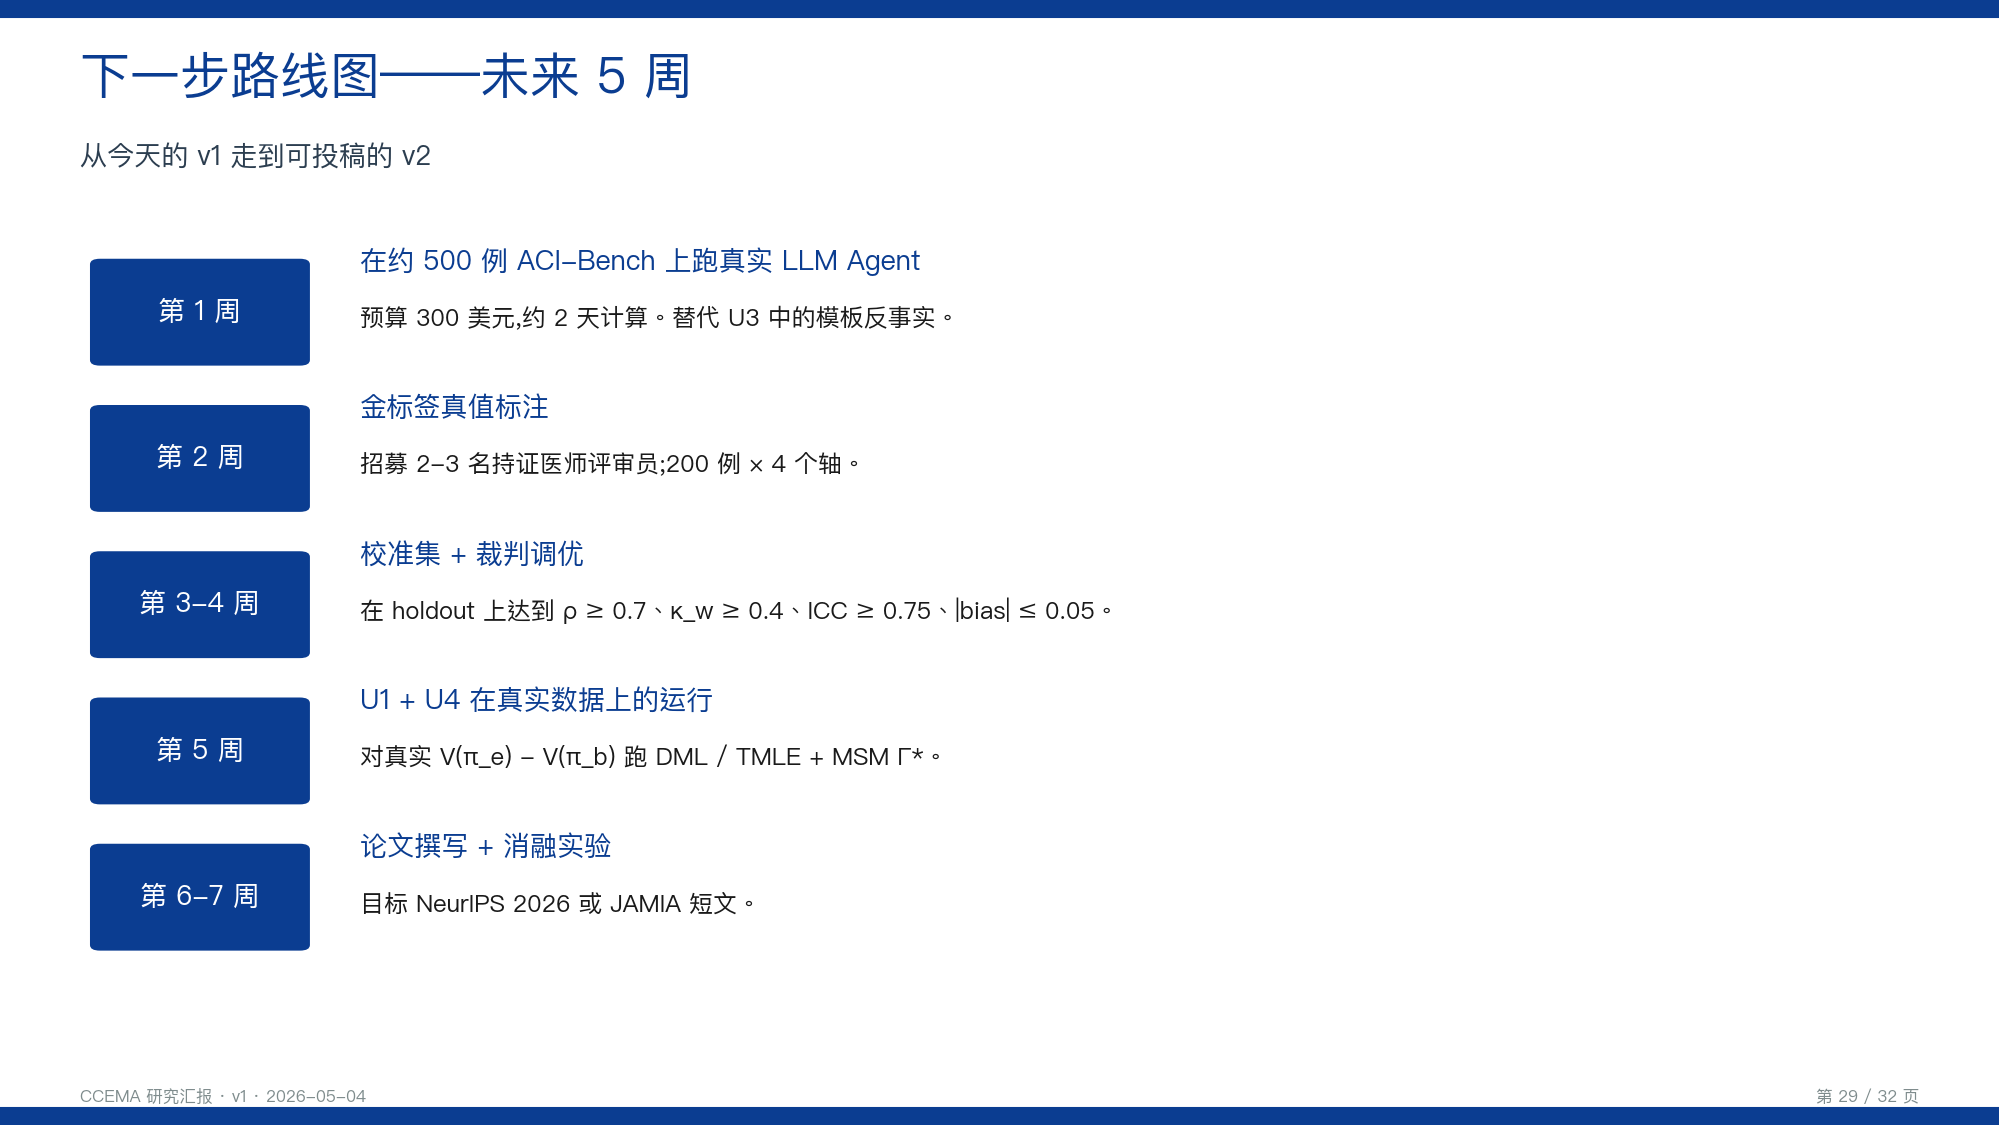 下一步路线图——未来 5 周
从今天的 v1 走到可投稿的 v2
第 1 周
在约 500 例 ACI–Bench 上跑真实 LLM Agent
预算 300 美元,约 2 天计算。替代 U3 中的模板反事实。
第 2 周
金标签真值标注
招募 2–3 名持证医师评审员;200 例 × 4 个轴。
第 3–4 周
校准集 + 裁判调优
在 holdout 上达到 ρ ≥ 0.7、κ_w ≥ 0.4、ICC ≥ 0.75、|bias| ≤ 0.05。
第 5 周
U1 + U4 在真实数据上的运行
对真实 V(π_e) – V(π_b) 跑 DML / TMLE + MSM Γ*。
第 6–7 周
论文撰写 + 消融实验
目标 NeurIPS 2026 或 JAMIA 短文。
CCEMA 研究汇报 · v1 · 2026–05–04
第 29 / 32 页